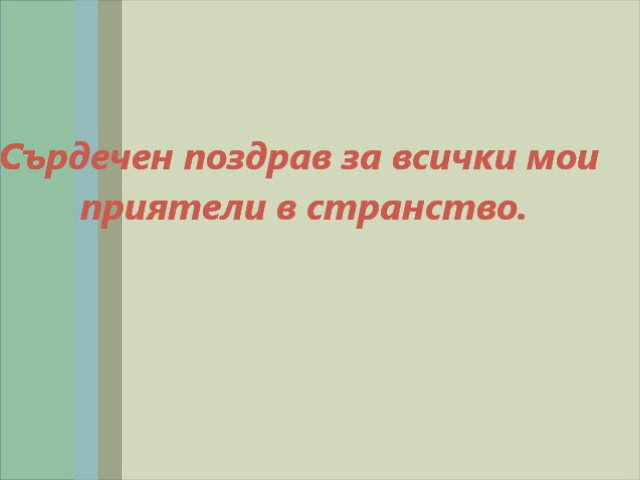 Сърдечен поздрав за всички мои
приятели в странство.